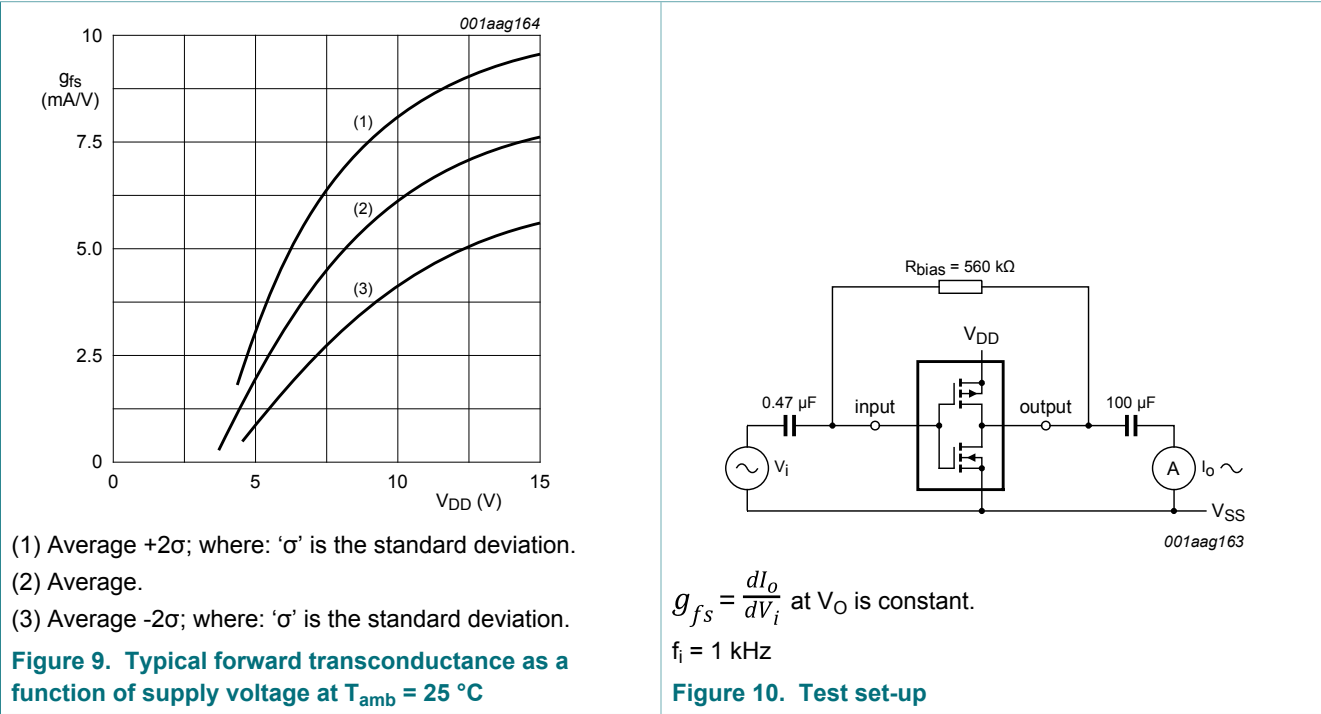 001aag164
10
gfs
(mA/V)
7.5
5.0
2.5
0
(1)
(2)
(3)
0 5 10 15
VDD (V)
(1) Average +2σ; where: ‘σ’ is the standard deviation.
(2) Average.
(3) Average -2σ; where: ‘σ’ is the standard deviation.
Figure 9. Typical forward transconductance as a
function of supply voltage at Tamb = 25 °C
Rbias = 560 kΩ
VDD
0.47 µF
input
output
100 µF
Vi
A
Io
VSS
001aag163
gfs = dIo/dVi at VO is constant.
fi = 1 kHz
Figure 10. Test set-up